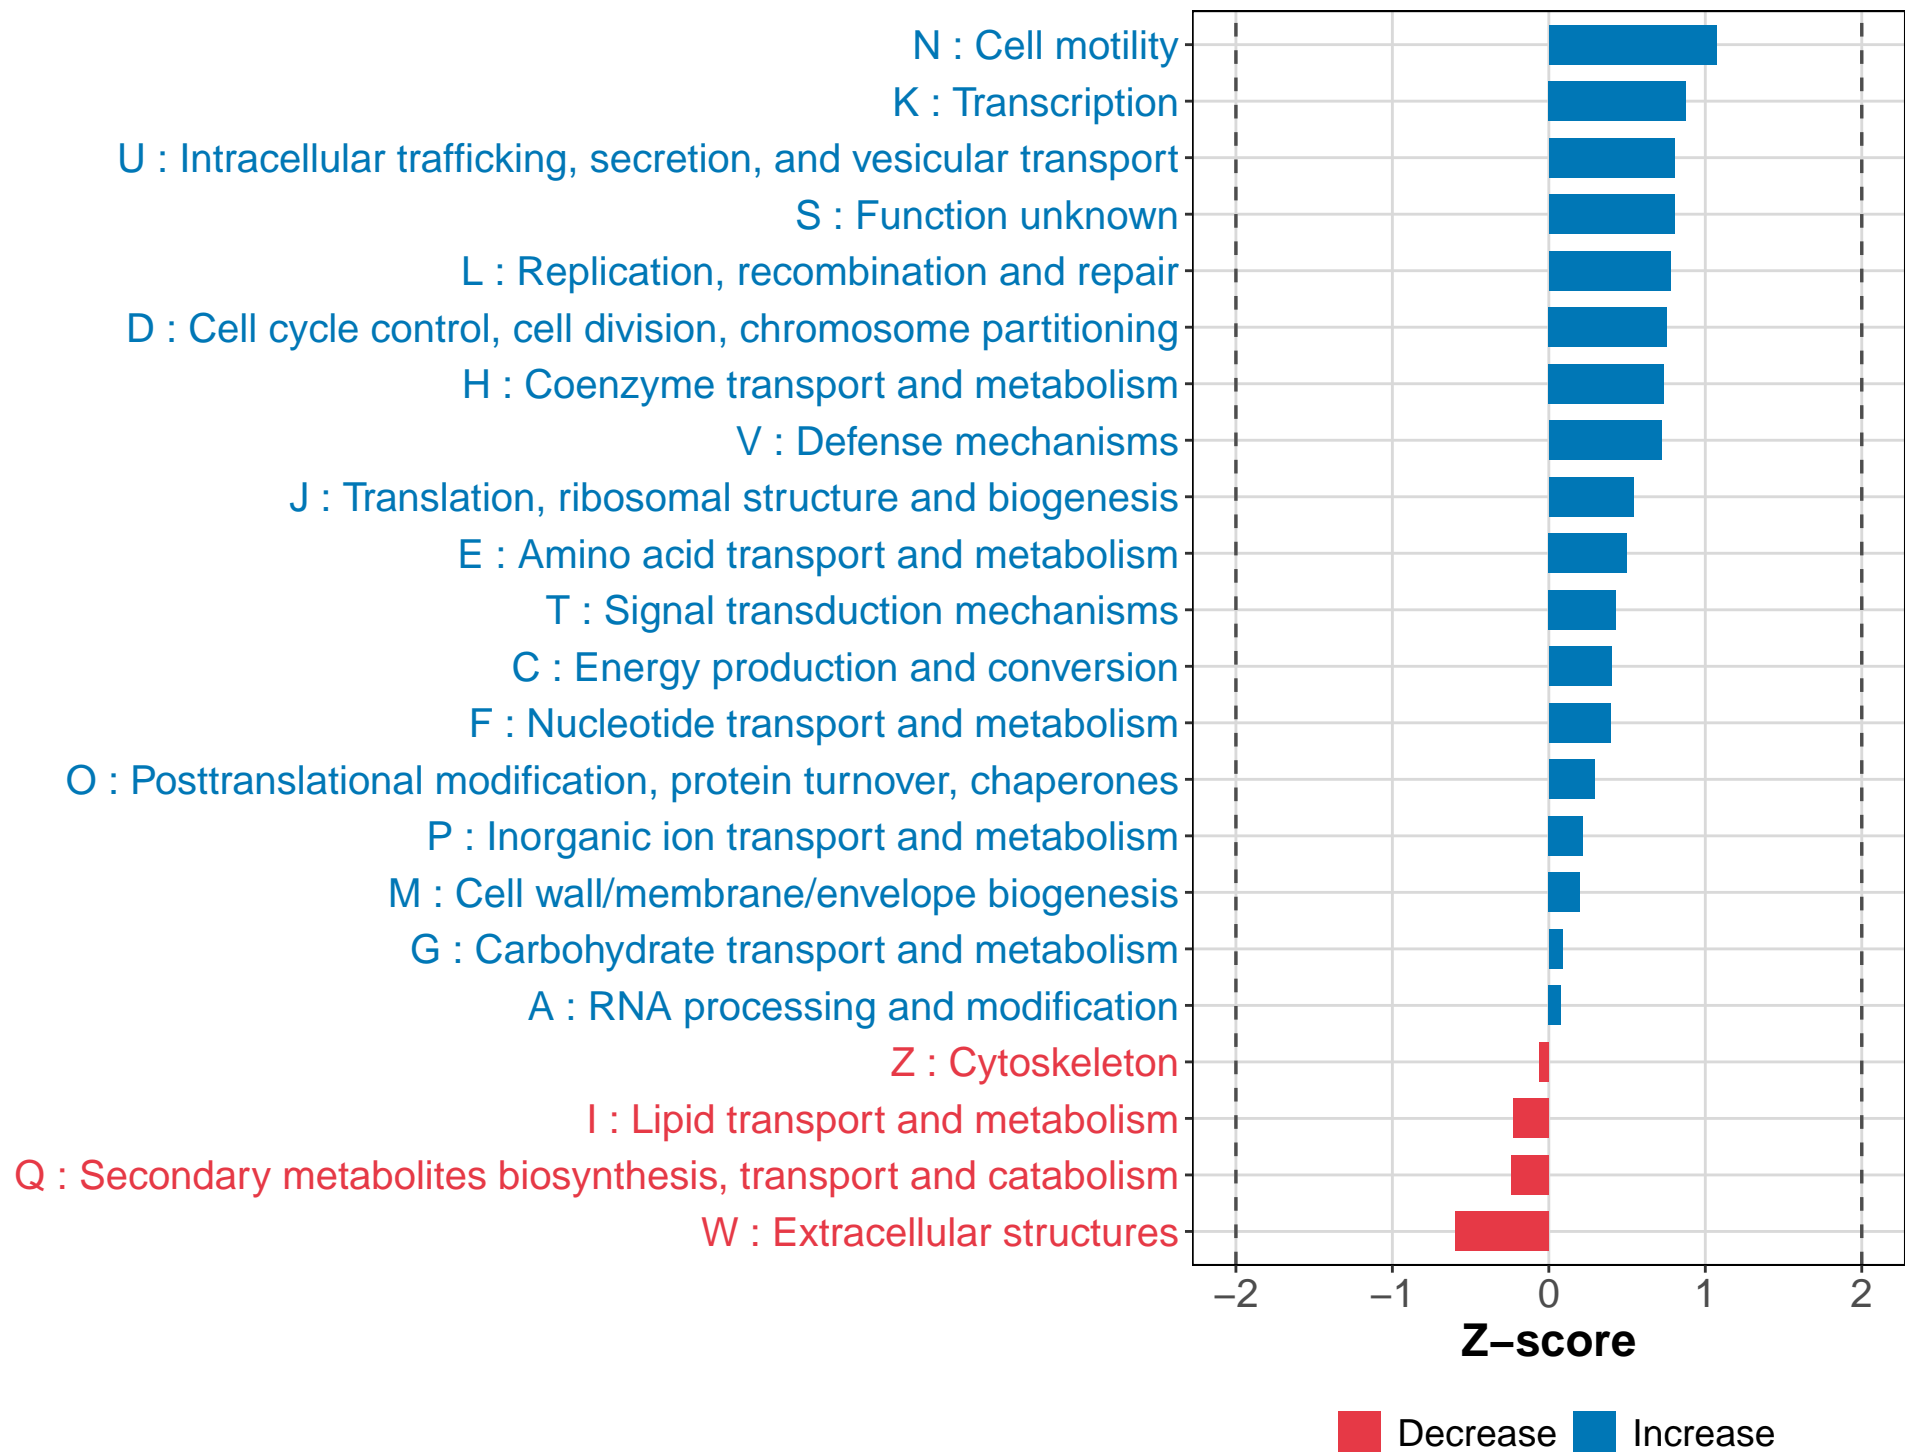 N : Cell motility
K : Transcription
U : Intracellular trafficking, secretion, and vesicular transport
S : Function unknown
L : Replication, recombination and repair
D : Cell cycle control, cell division, chromosome partitioning
H : Coenzyme transport and metabolism
V : Defense mechanisms
J : Translation, ribosomal structure and biogenesis
E : Amino acid transport and metabolism
T : Signal transduction mechanisms
C : Energy production and conversion
F : Nucleotide transport and metabolism
O : Posttranslational modification, protein turnover, chaperones
P : Inorganic ion transport and metabolism
M : Cell wall/membrane/envelope biogenesis
G : Carbohydrate transport and metabolism
A : RNA processing and modification
Z : Cytoskeleton
I : Lipid transport and metabolism
Q : Secondary metabolites biosynthesis, transport and catabolism
W : Extracellular structures
−2 −1 0 1 2
Z−score
Decrease Increase